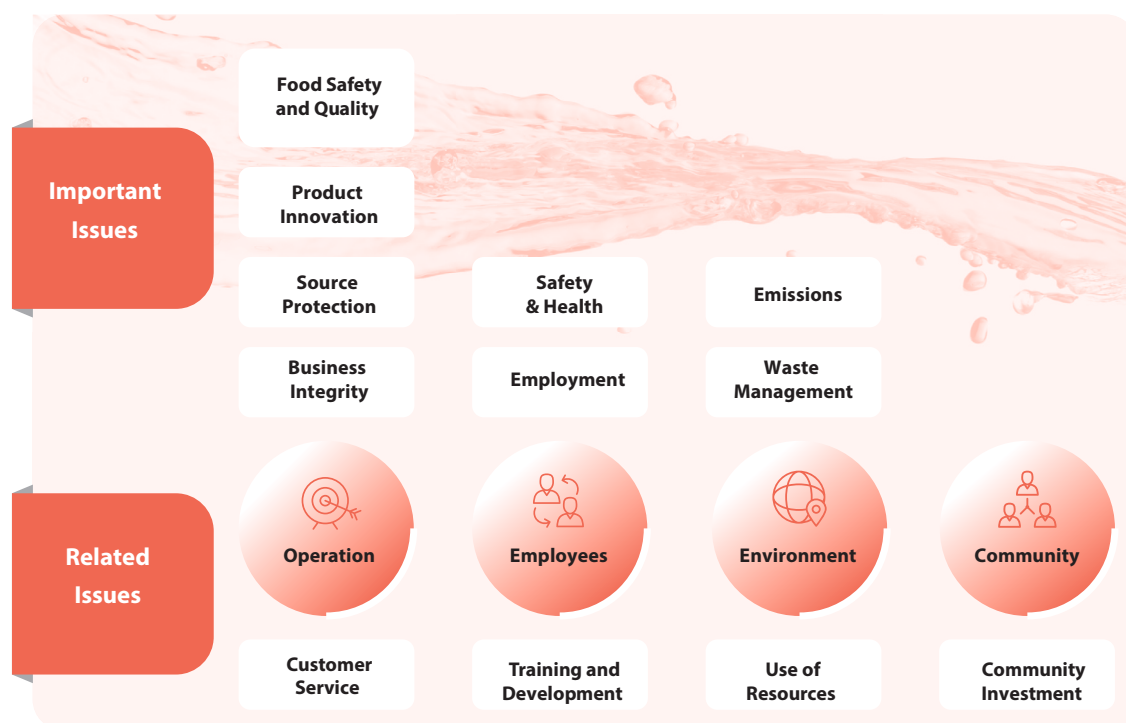 Important
Issues
Food Safety
and Quality
Product
Innovation
Source
Protection
Safety
& Health
Emissions
Business
Integrity
Employment
Waste
Management
Related
Issues
Operation
Employees
Environment
Community
Customer
Service
Training and
Development
Use of
Resources
Community
Investment